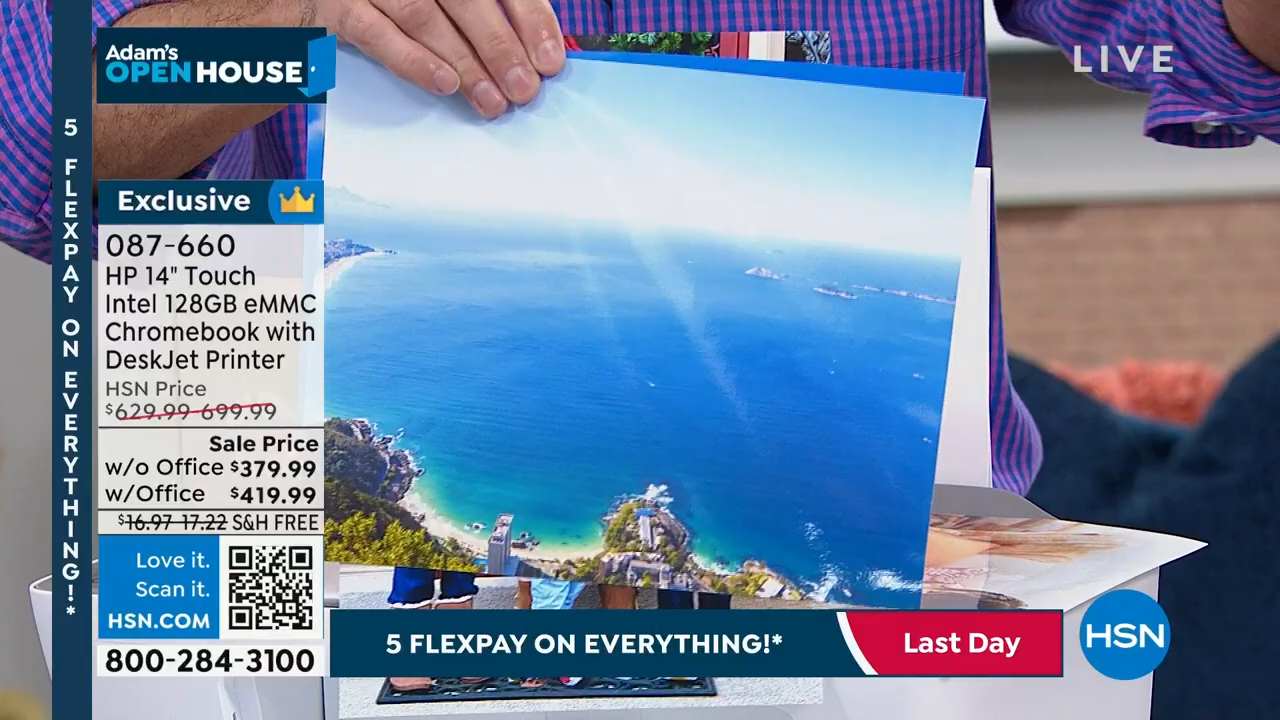 Adam's
OPEN HOUSE
LIVE
5 FLEXPAY ON EVERYTHING!*
Exclusive
087-660
HP 14" Touch
Intel 128GB eMMC
Chromebook with
DeskJet Printer
HSN Price
$629.99-699.99
Sale Price
w/o Office $379.99
w/Office $419.99
$16.97-17.22 S&H FREE
Love it.
Scan it.
HSN.COM
800-284-3100
5 FLEXPAY ON EVERYTHING!*
Last Day
HSN